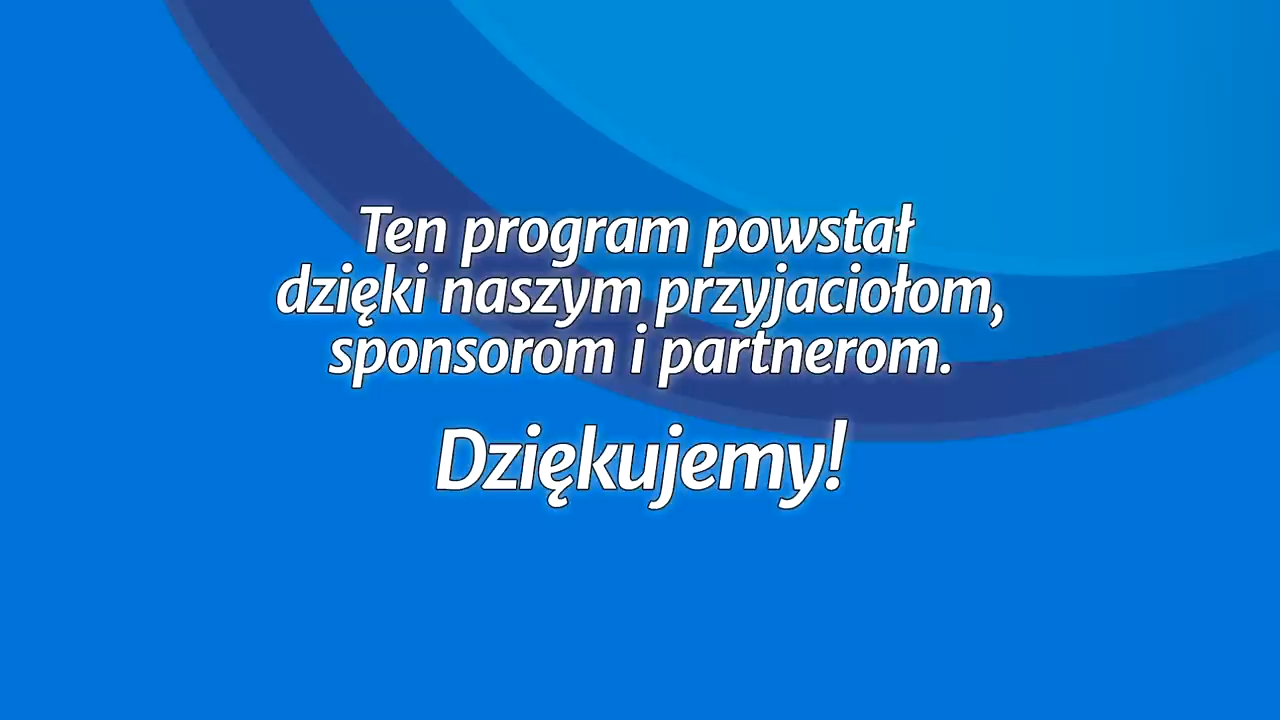 Ten program powstał
dzięki naszym przyjaciołom,
sponsorom i partnerom.
Dziękujemy!